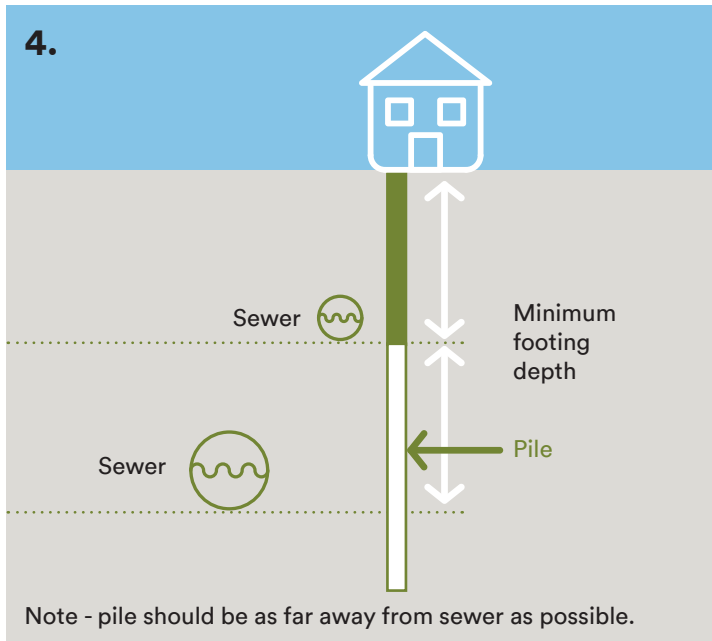 4.
Sewer
Minimum
footing
depth
Sewer
Pile
Note - pile should be as far away from sewer as possible.